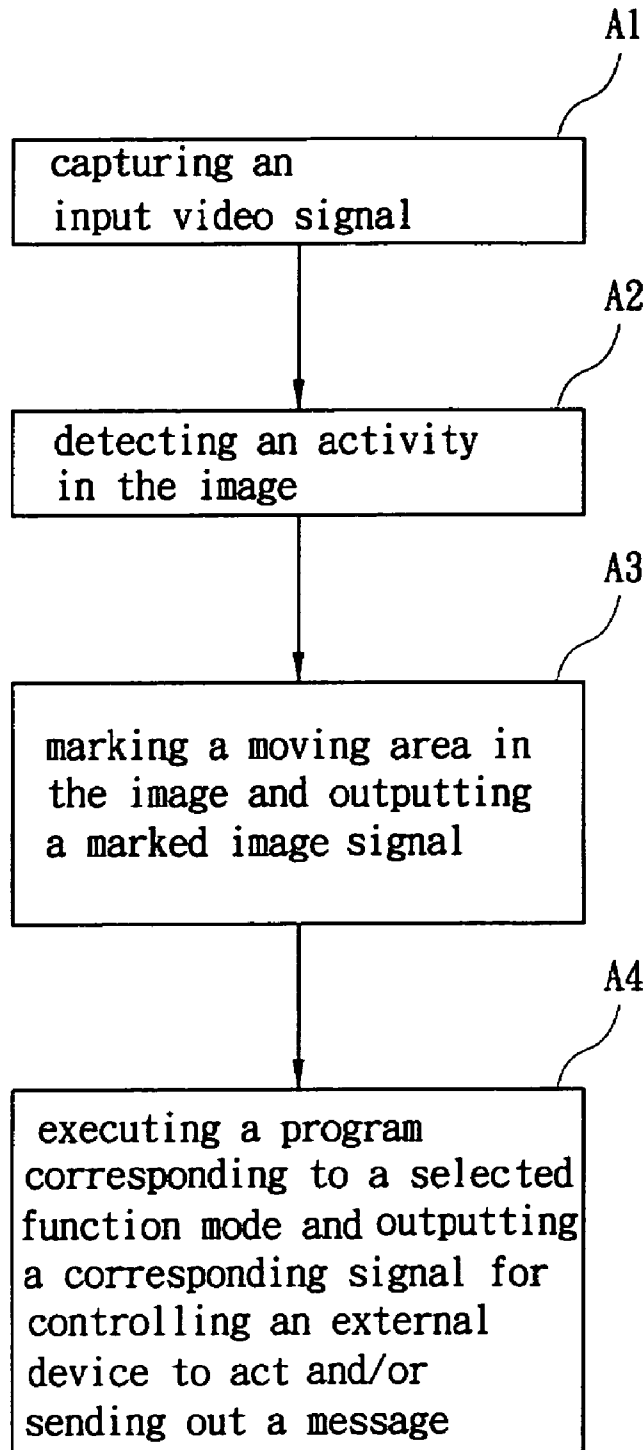 A1
capturing an
input video signal
A2
detecting an activity
in the image
A3
marking a moving area in
the image and outputting
a marked image signal
A4
executing a program
corresponding to a selected
function mode and outputting
a corresponding signal for
controlling an external
device to act and/or
sending out a message